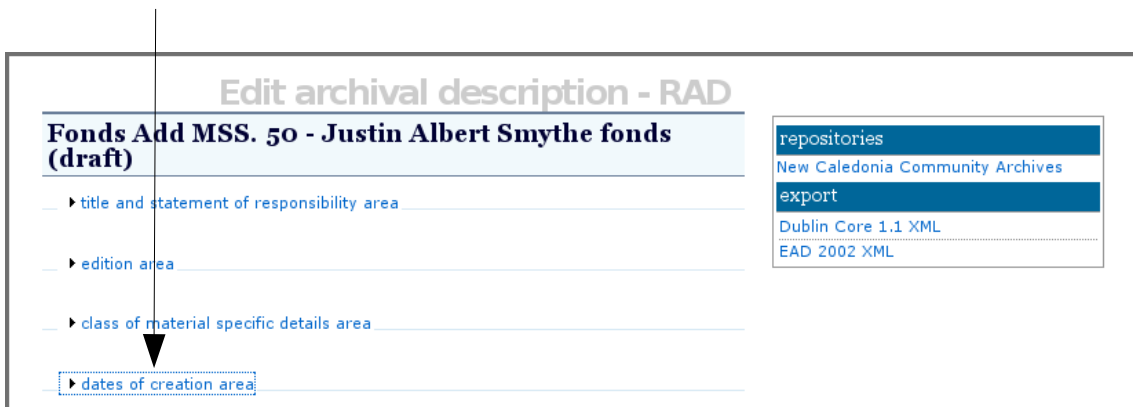 Edit archival description - RAD
Fonds Add MSS. 50 - Justin Albert Smythe fonds
(draft)
title and statement of responsibility area
edition area
class of material specific details area
dates of creation area
repositories
New Caledonia Community Archives
export
Dublin Core 1.1 XML
EAD 2002 XML